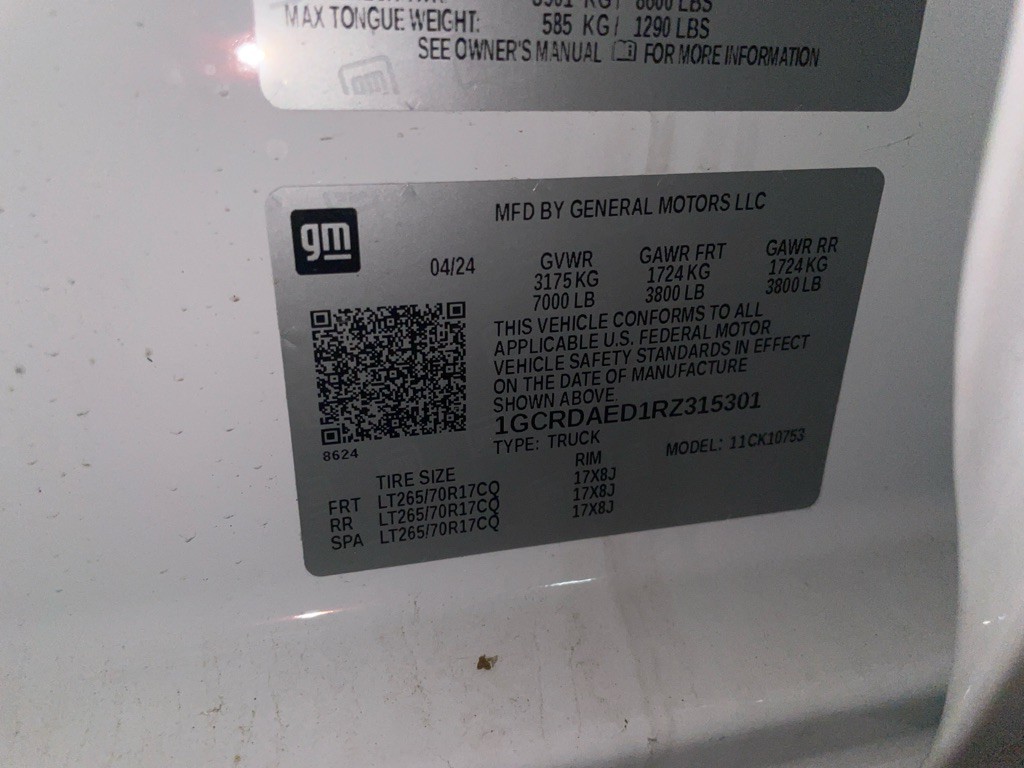 8600 LBS
MAX TONGUE WEIGHT: 585 KG / 1290 LBS
SEE OWNER'S MANUAL FOR MORE INFORMATION
gm
MFD BY GENERAL MOTORS LLC
gm
04/24 GVWR GAWR FRT GAWR RR
3175 KG 1724 KG 1724 KG
7000 LB 3800 LB 3800 LB
THIS VEHICLE CONFORMS TO ALL
APPLICABLE U.S. FEDERAL MOTOR
VEHICLE SAFETY STANDARDS IN EFFECT
ON THE DATE OF MANUFACTURE
SHOWN ABOVE.
1GCRDAED1RZ315301
8624
TYPE: TRUCK MODEL: 11CK10753
TIRE SIZE RIM
FRT LT265/70R17CQ 17X8J
RR LT265/70R17CQ 17X8J
SPA LT265/70R17CQ 17X8J